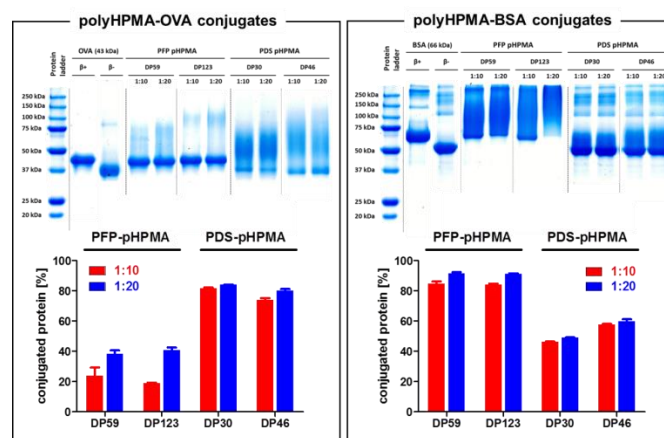 polyHPMA-OVA conjugates
Protein ladder
OVA (43 kDa)
PFP pHPMA
PDS pHPMA
β+ β-
DP59 DP123 DP30 DP46
1:10 1:20 1:10 1:20 1:10 1:20 1:10 1:20
250 kDa
150 kDa
100 kDa
75 kDa
50 kDa
37 kDa
25 kDa
20 kDa
PFP-pHPMA PDS-pHPMA
conjugated protein [%]
1:10
1:20
100
80
60
40
20
0
DP59 DP123 DP30 DP46
polyHPMA-BSA conjugates
Protein ladder
BSA (66 kDa)
PFP pHPMA
PDS pHPMA
β+ β-
DP59 DP123 DP30 DP46
1:10 1:20 1:10 1:20 1:10 1:20 1:10 1:20
250 kDa
150 kDa
100 kDa
75 kDa
50 kDa
37 kDa
25 kDa
20 kDa
PFP-pHPMA PDS-pHPMA
conjugated protein [%]
1:10
1:20
100
80
60
40
20
0
DP59 DP123 DP30 DP46